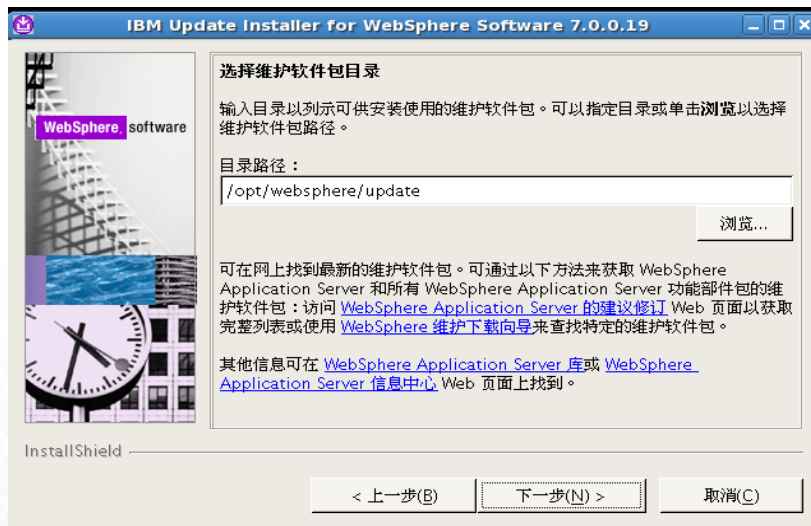 IBM Update Installer for WebSphere Software 7.0.0.19
WebSphere. software
选择维护软件包目录
输入目录以列示可供安装使用的维护软件包。可以指定目录或单击浏览以选择
维护软件包路径。
目录路径：
/opt/websphere/update
浏览...
可在网上找到最新的维护软件包。可通过以下方法来获取 WebSphere
Application Server 和所有 WebSphere Application Server 功能部件包的维
护软件包：访问 WebSphere Application Server 的建议修订 Web 页面以获取
完整列表或使用 WebSphere 维护下载向导来查找特定的维护软件包。
其他信息可在 WebSphere Application Server 库或 WebSphere
Application Server 信息中心 Web 页面上找到。
InstallShield
< 上一步(B)
下一步(N) >
取消(C)